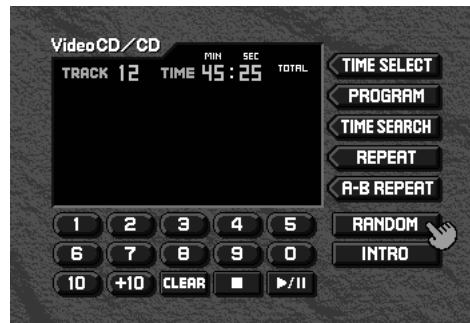 VideoCD/CD
MIN SEC
TRACK 12 TIME 45:25 TOTAL
TIME SELECT
PROGRAM
TIME SEARCH
REPEAT
A-B REPEAT
1 2 3 4 5 RANDOM
6 7 8 9 0 INTRO
10 +10 CLEAR ■ ▶/II